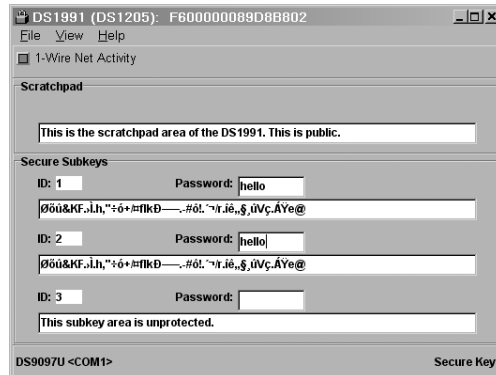 DS1991 (DS1205): F600000089D8B802
File View Help
1-Wire Net Activity
Scratchpad
This is the scratchpad area of the DS1991. This is public.
Secure Subkeys
ID: 1 Password: hello
ID: 2 Password: hello
ID: 3 Password:
This subkey area is unprotected.
DS9097U <COM1> Secure Key